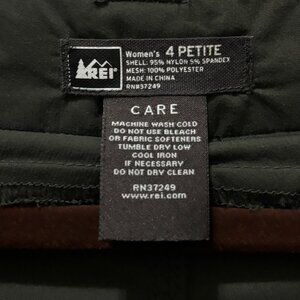 REI
Women's 4 PETITE
SHELL: 95% NYLON 5% SPANDEX
MESH: 100% POLYESTER
MADE IN CHINA
RN#37249
CARE
MACHINE WASH COLD
DO NOT USE BLEACH
OR FABRIC SOFTENERS
TUMBLE DRY LOW
COOL IRON
IF NECESSARY
DO NOT DRY CLEAN
RN37249
www.rei.com